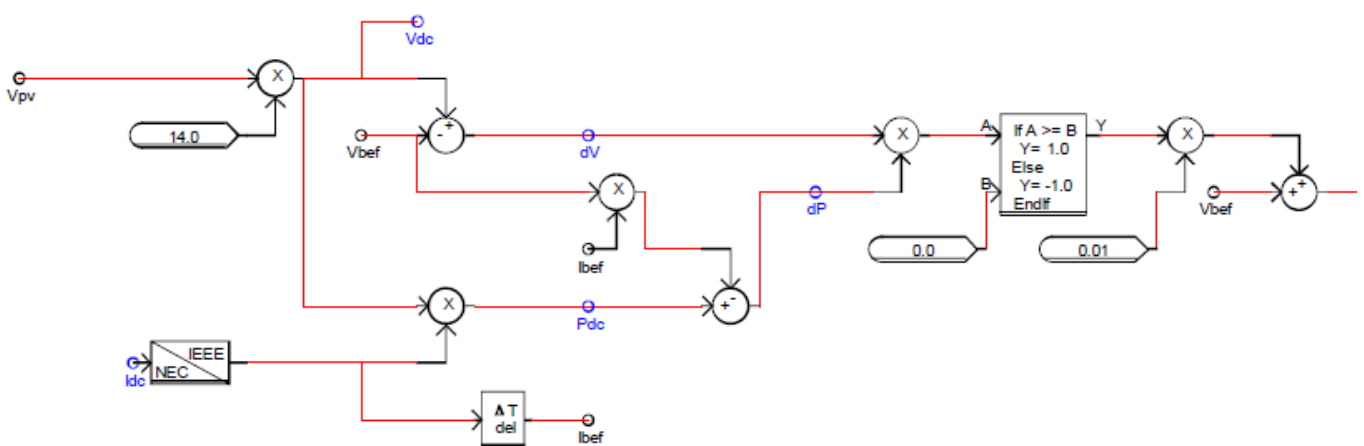 Vdc
X
Vpv
14.0
+
-
Vbef
dV
X
A
B
If A >= B
Y= 1.0
Else
Y= -1.0
EndIf
Y
X
+
+
Vbef
X
Ibef
dP
0.0
0.01
X
Pdc
+
-
Idc
IEEE
NEC
Δ T
del
Ibef